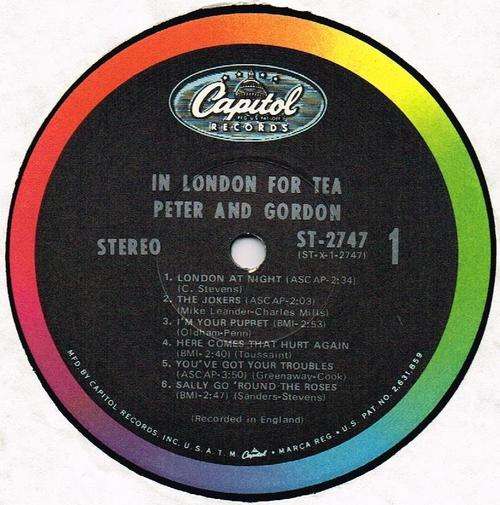 Capitol
REG. U.S. PAT. OFF.
RECORDS
IN LONDON FOR TEA
PETER AND GORDON
STEREO
ST-2747
(ST-X-1-2747)
1
1. LONDON AT NIGHT (ASCAP-2:34)
(C. Stevens)
2. THE JOKERS (ASCAP-2:03)
(Mike Leander-Charles Mills)
3. I'M YOUR PUPPET (BMI-2:53)
(Oldham-Penn)
4. HERE COMES THAT HURT AGAIN
(BMI-2:40) (Toussaint)
5. YOU'VE GOT YOUR TROUBLES
(ASCAP-3:50) (Greenaway-Cook)
6. SALLY GO 'ROUND THE ROSES
(BMI-2:47) (Sanders-Stevens)
(Recorded in England)
MFD. BY CAPITOL RECORDS, INC. U.S.A. T.M. Capitol • MARCA REG. • U.S. PAT. NO. 2,631,859